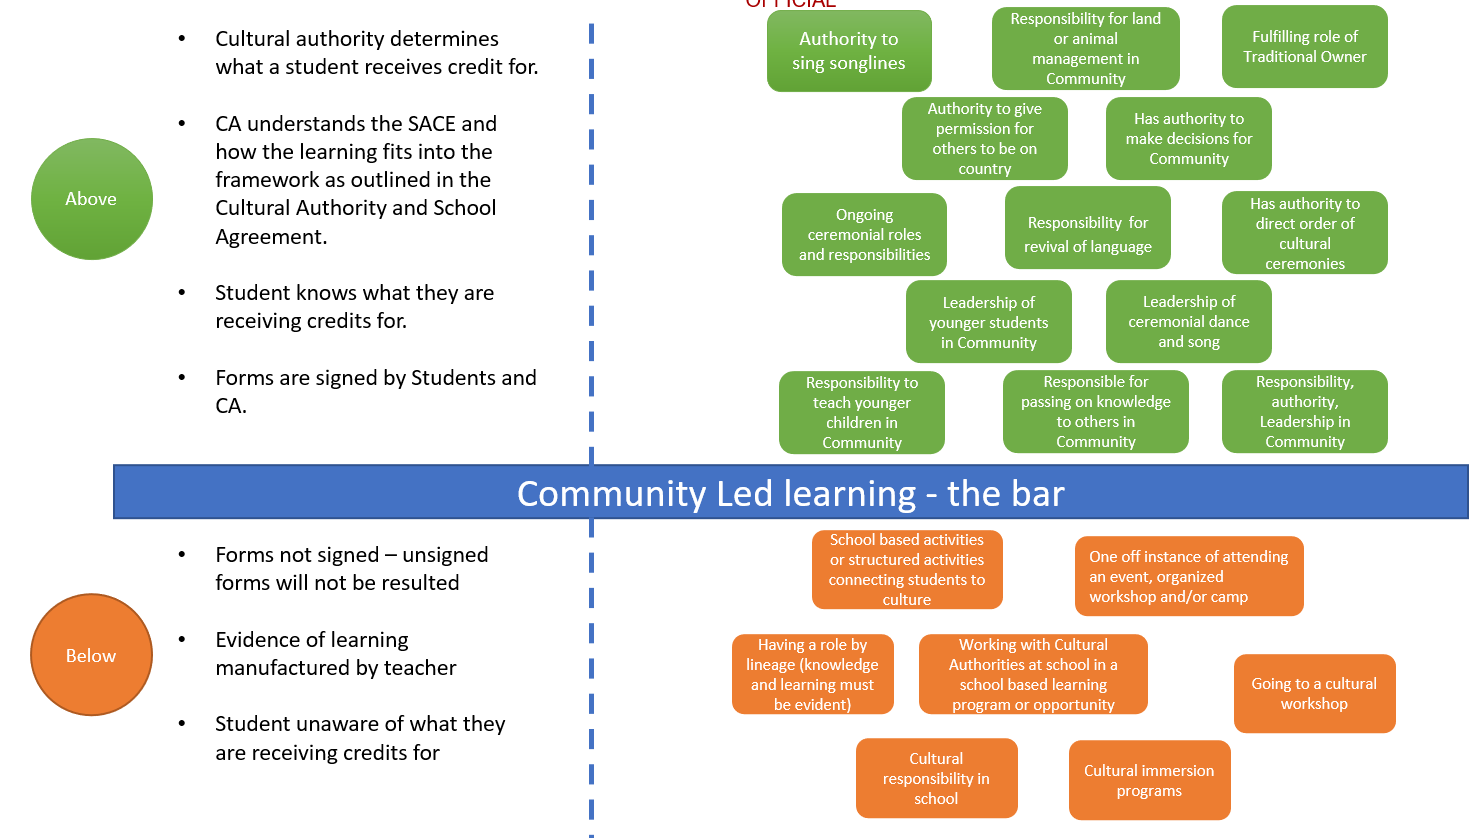 OFFICIAL
Above
• Cultural authority determines
what a student receives credit for.
• CA understands the SACE and
how the learning fits into the
framework as outlined in the
Cultural Authority and School
Agreement.
• Student knows what they are
receiving credits for.
• Forms are signed by Students and
CA.
Authority to
sing songlines
Responsibility for land
or animal
management in
Community
Fulfilling role of
Traditional Owner
Authority to give
permission for
others to be on
country
Has authority to
make decisions for
Community
Ongoing
ceremonial roles
and responsibilities
Responsibility for
revival of language
Has authority to
direct order of
cultural
ceremonies
Leadership of
younger students
in Community
Leadership of
ceremonial dance
and song
Responsibility to
teach younger
children in
Community
Responsible for
passing on knowledge
to others in
Community
Responsibility,
authority,
Leadership in
Community
Community Led learning - the bar
Below
• Forms not signed – unsigned
forms will not be resulted
• Evidence of learning
manufactured by teacher
• Student unaware of what they
are receiving credits for
School based activities
or structured activities
connecting students to
culture
One off instance of attending
an event, organized
workshop and/or camp
Having a role by
lineage (knowledge
and learning must
be evident)
Working with Cultural
Authorities at school in a
school based learning
program or opportunity
Going to a cultural
workshop
Cultural
responsibility in
school
Cultural immersion
programs